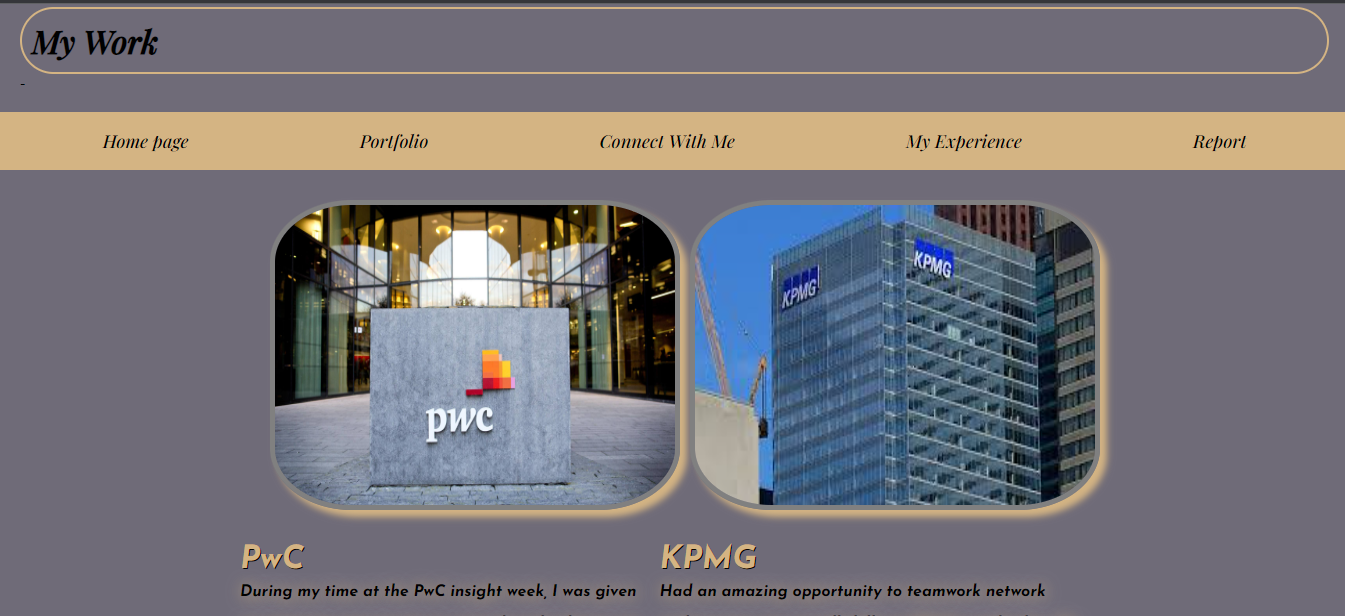 My Work
-
Home page Portfolio Connect With Me My Experience Report
pwc
KPMG
KPMG
PwC
During my time at the PwC insight week, I was given
KPMG
Had an amazing opportunity to teamwork network